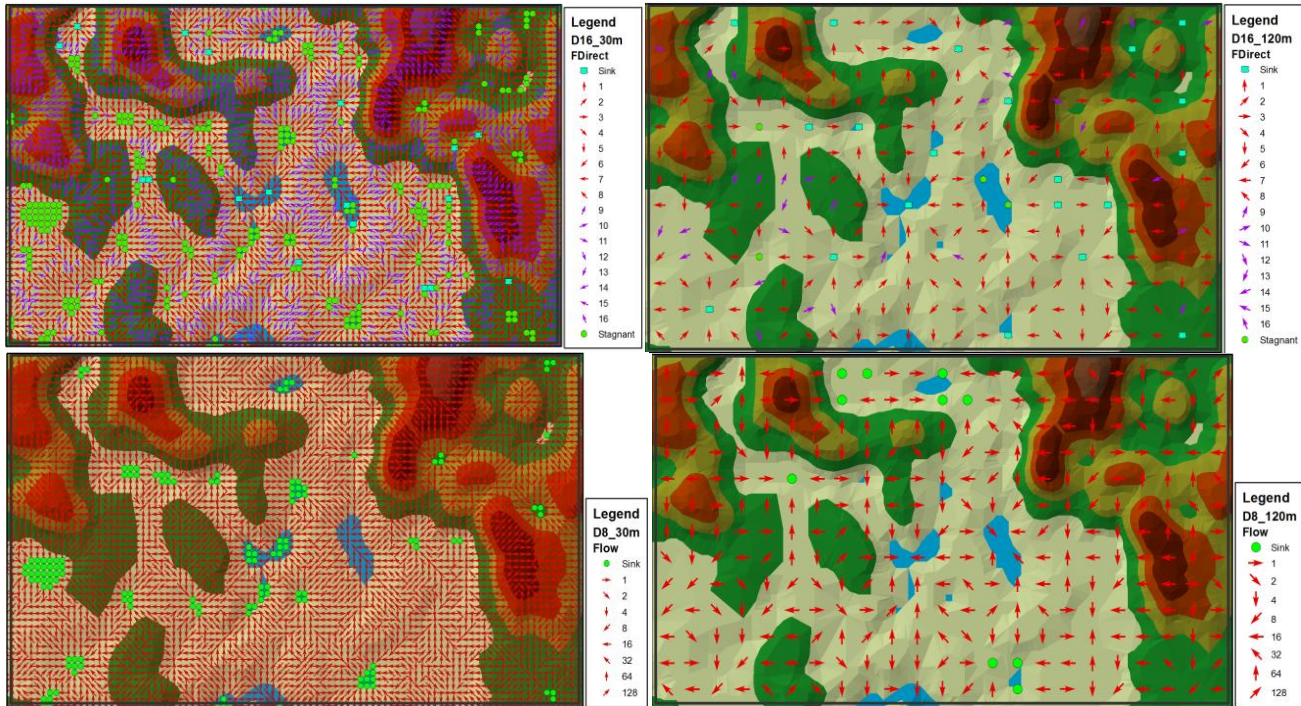 Legend
D16_30m
FDirect
Sink
1
2
3
4
5
6
7
8
9
10
11
12
13
14
15
16
Stagnant
Legend
D16_120m
FDirect
Sink
1
2
3
4
5
6
7
8
9
10
11
12
13
14
15
16
Stagnant
Legend
D8_30m
Flow
Sink
1
2
4
8
16
32
64
128
Legend
D8_120m
Flow
Sink
1
2
4
8
16
32
64
128